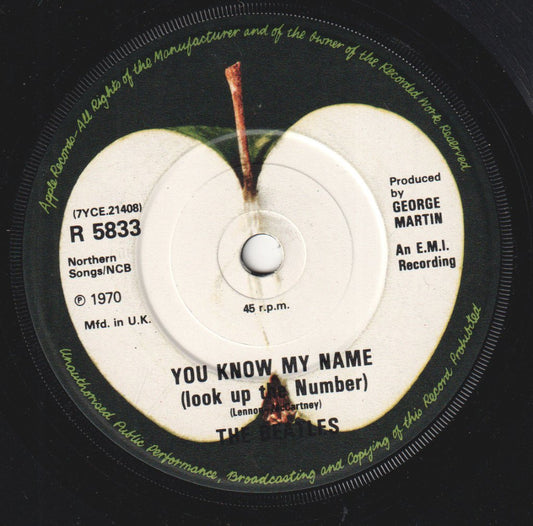 Apple Records-All Rights of the Manufacturer and of the Owner of the Recorded Work Reserved
(7YCE.21408)
R 5833
Northern
Songs/NCB
Ⓟ 1970
Mfd. in U.K.
Produced
by
GEORGE
MARTIN
An E.M.I.
Recording
45 r.p.m.
YOU KNOW MY NAME
(look up the Number)
(Lennon-McCartney)
THE BEATLES
Unauthorised Public Performance, Broadcasting and Copying of this Record Prohibited